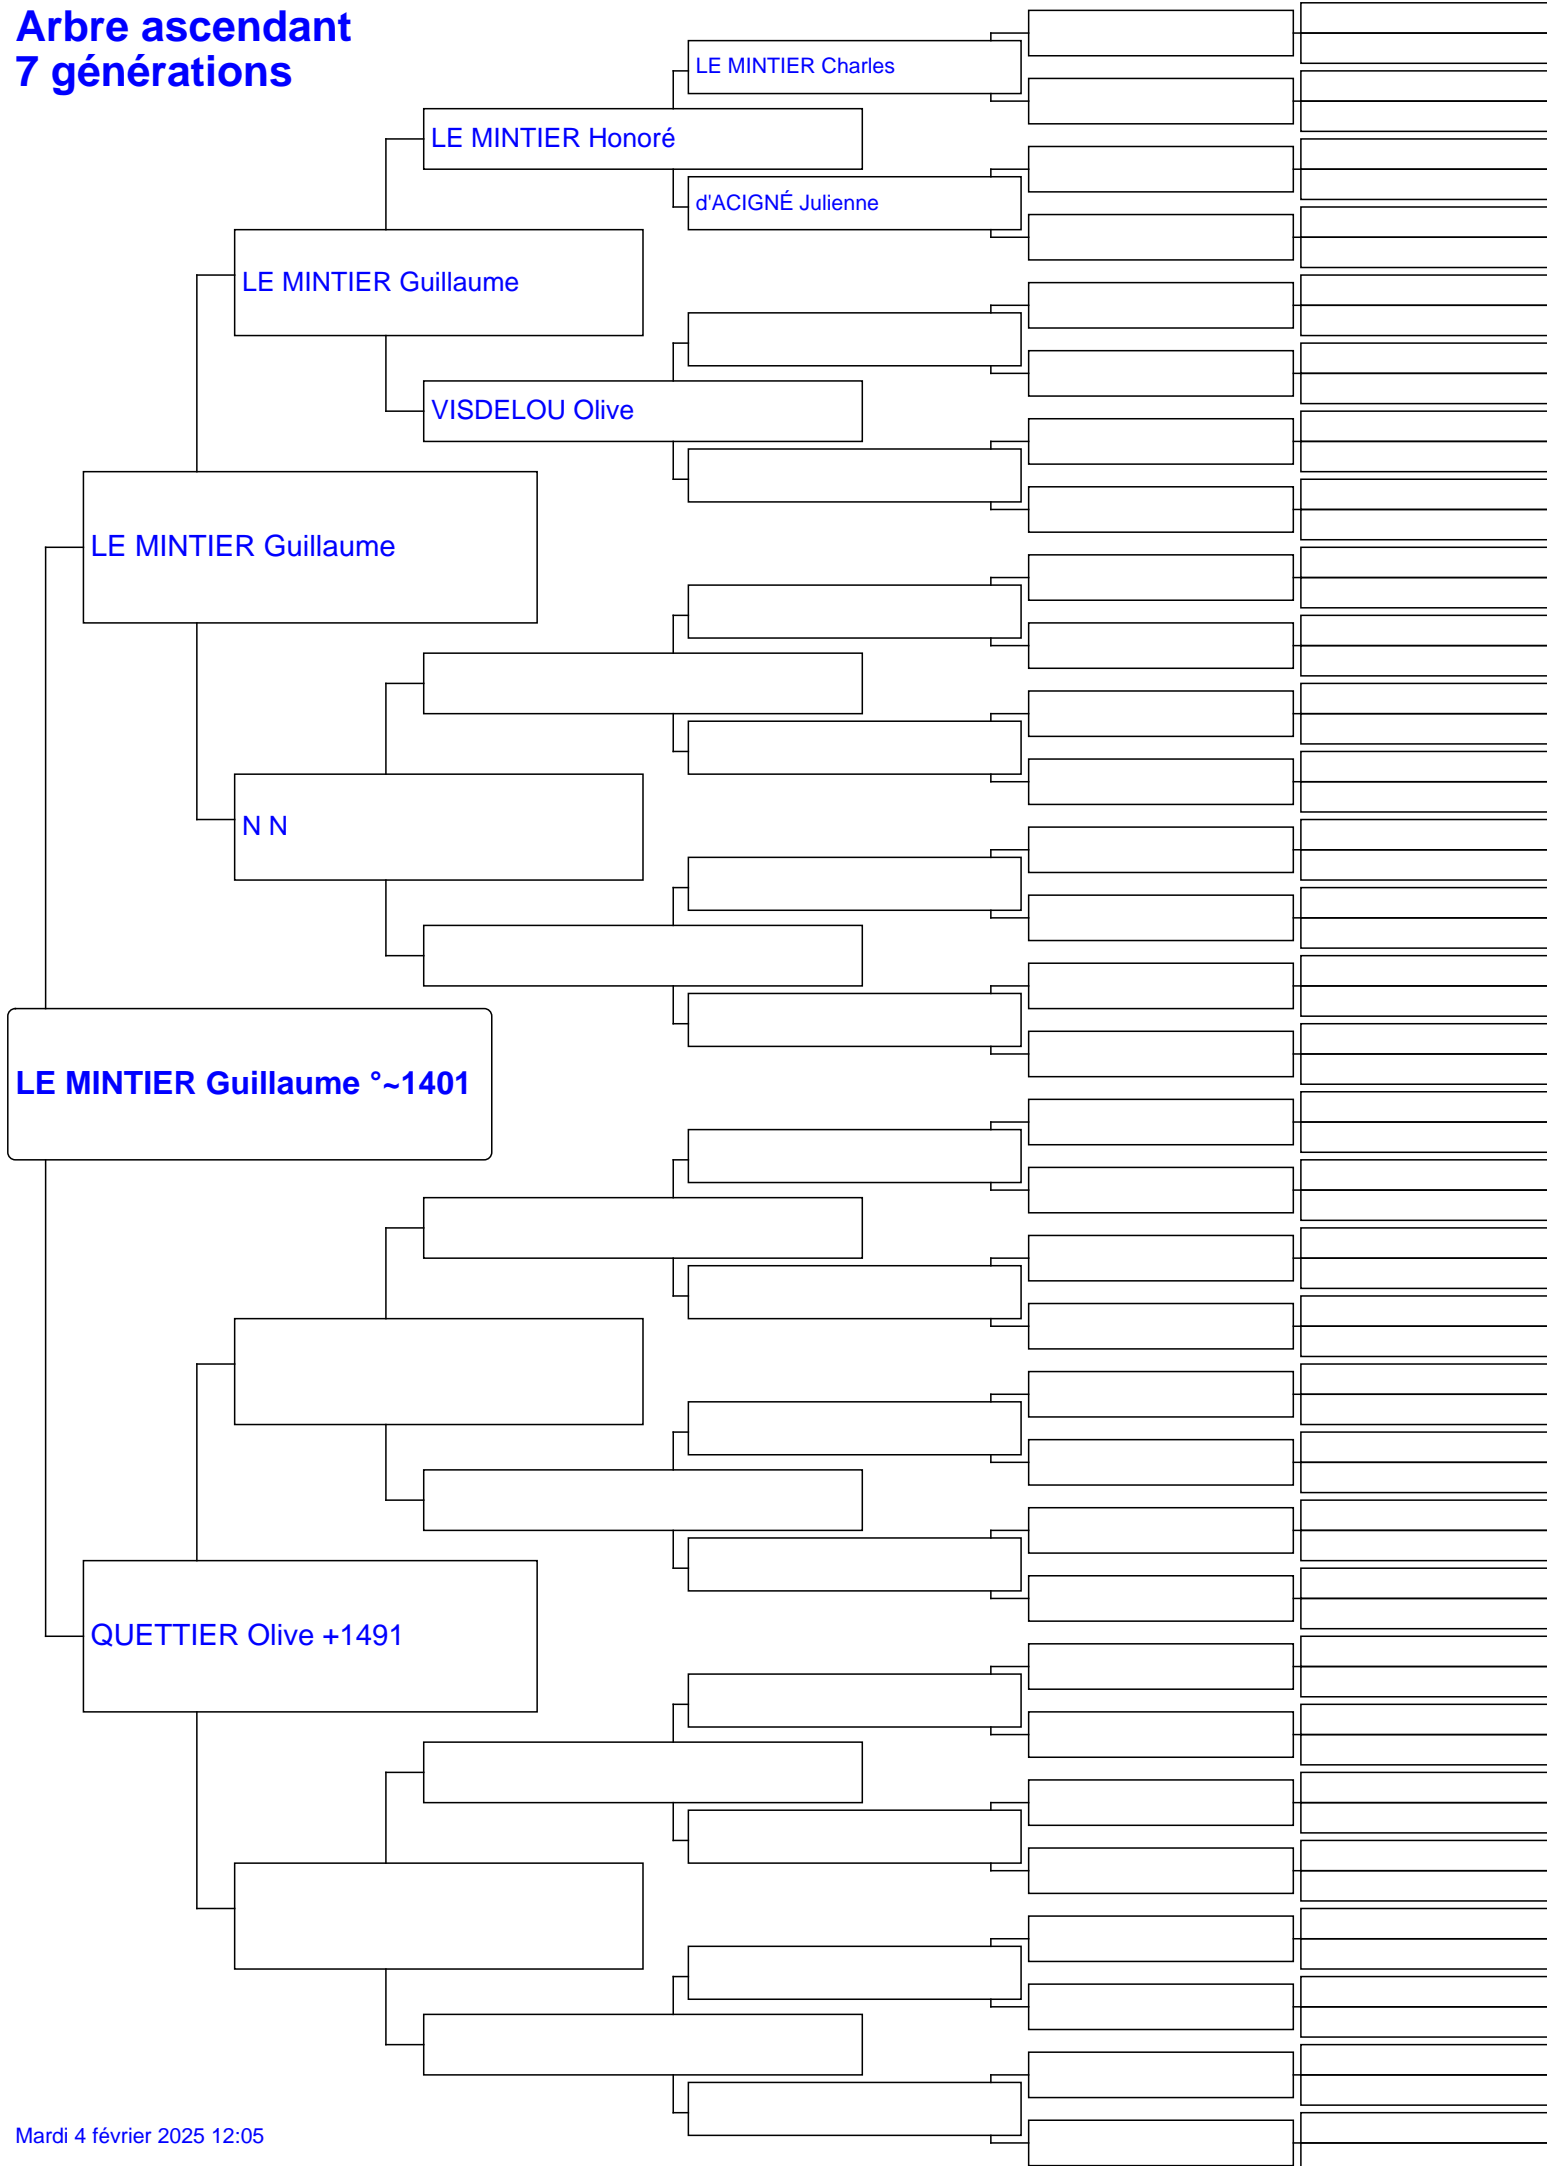 Arbre ascendant
7 générations
LE MINTIER Charles
LE MINTIER Honoré
d'ACIGNÉ Julienne
LE MINTIER Guillaume
VISDELOU Olive
LE MINTIER Guillaume
N N
LE MINTIER Guillaume °~1401
QUETTIER Olive +1491
Mardi 4 février 2025 12:05